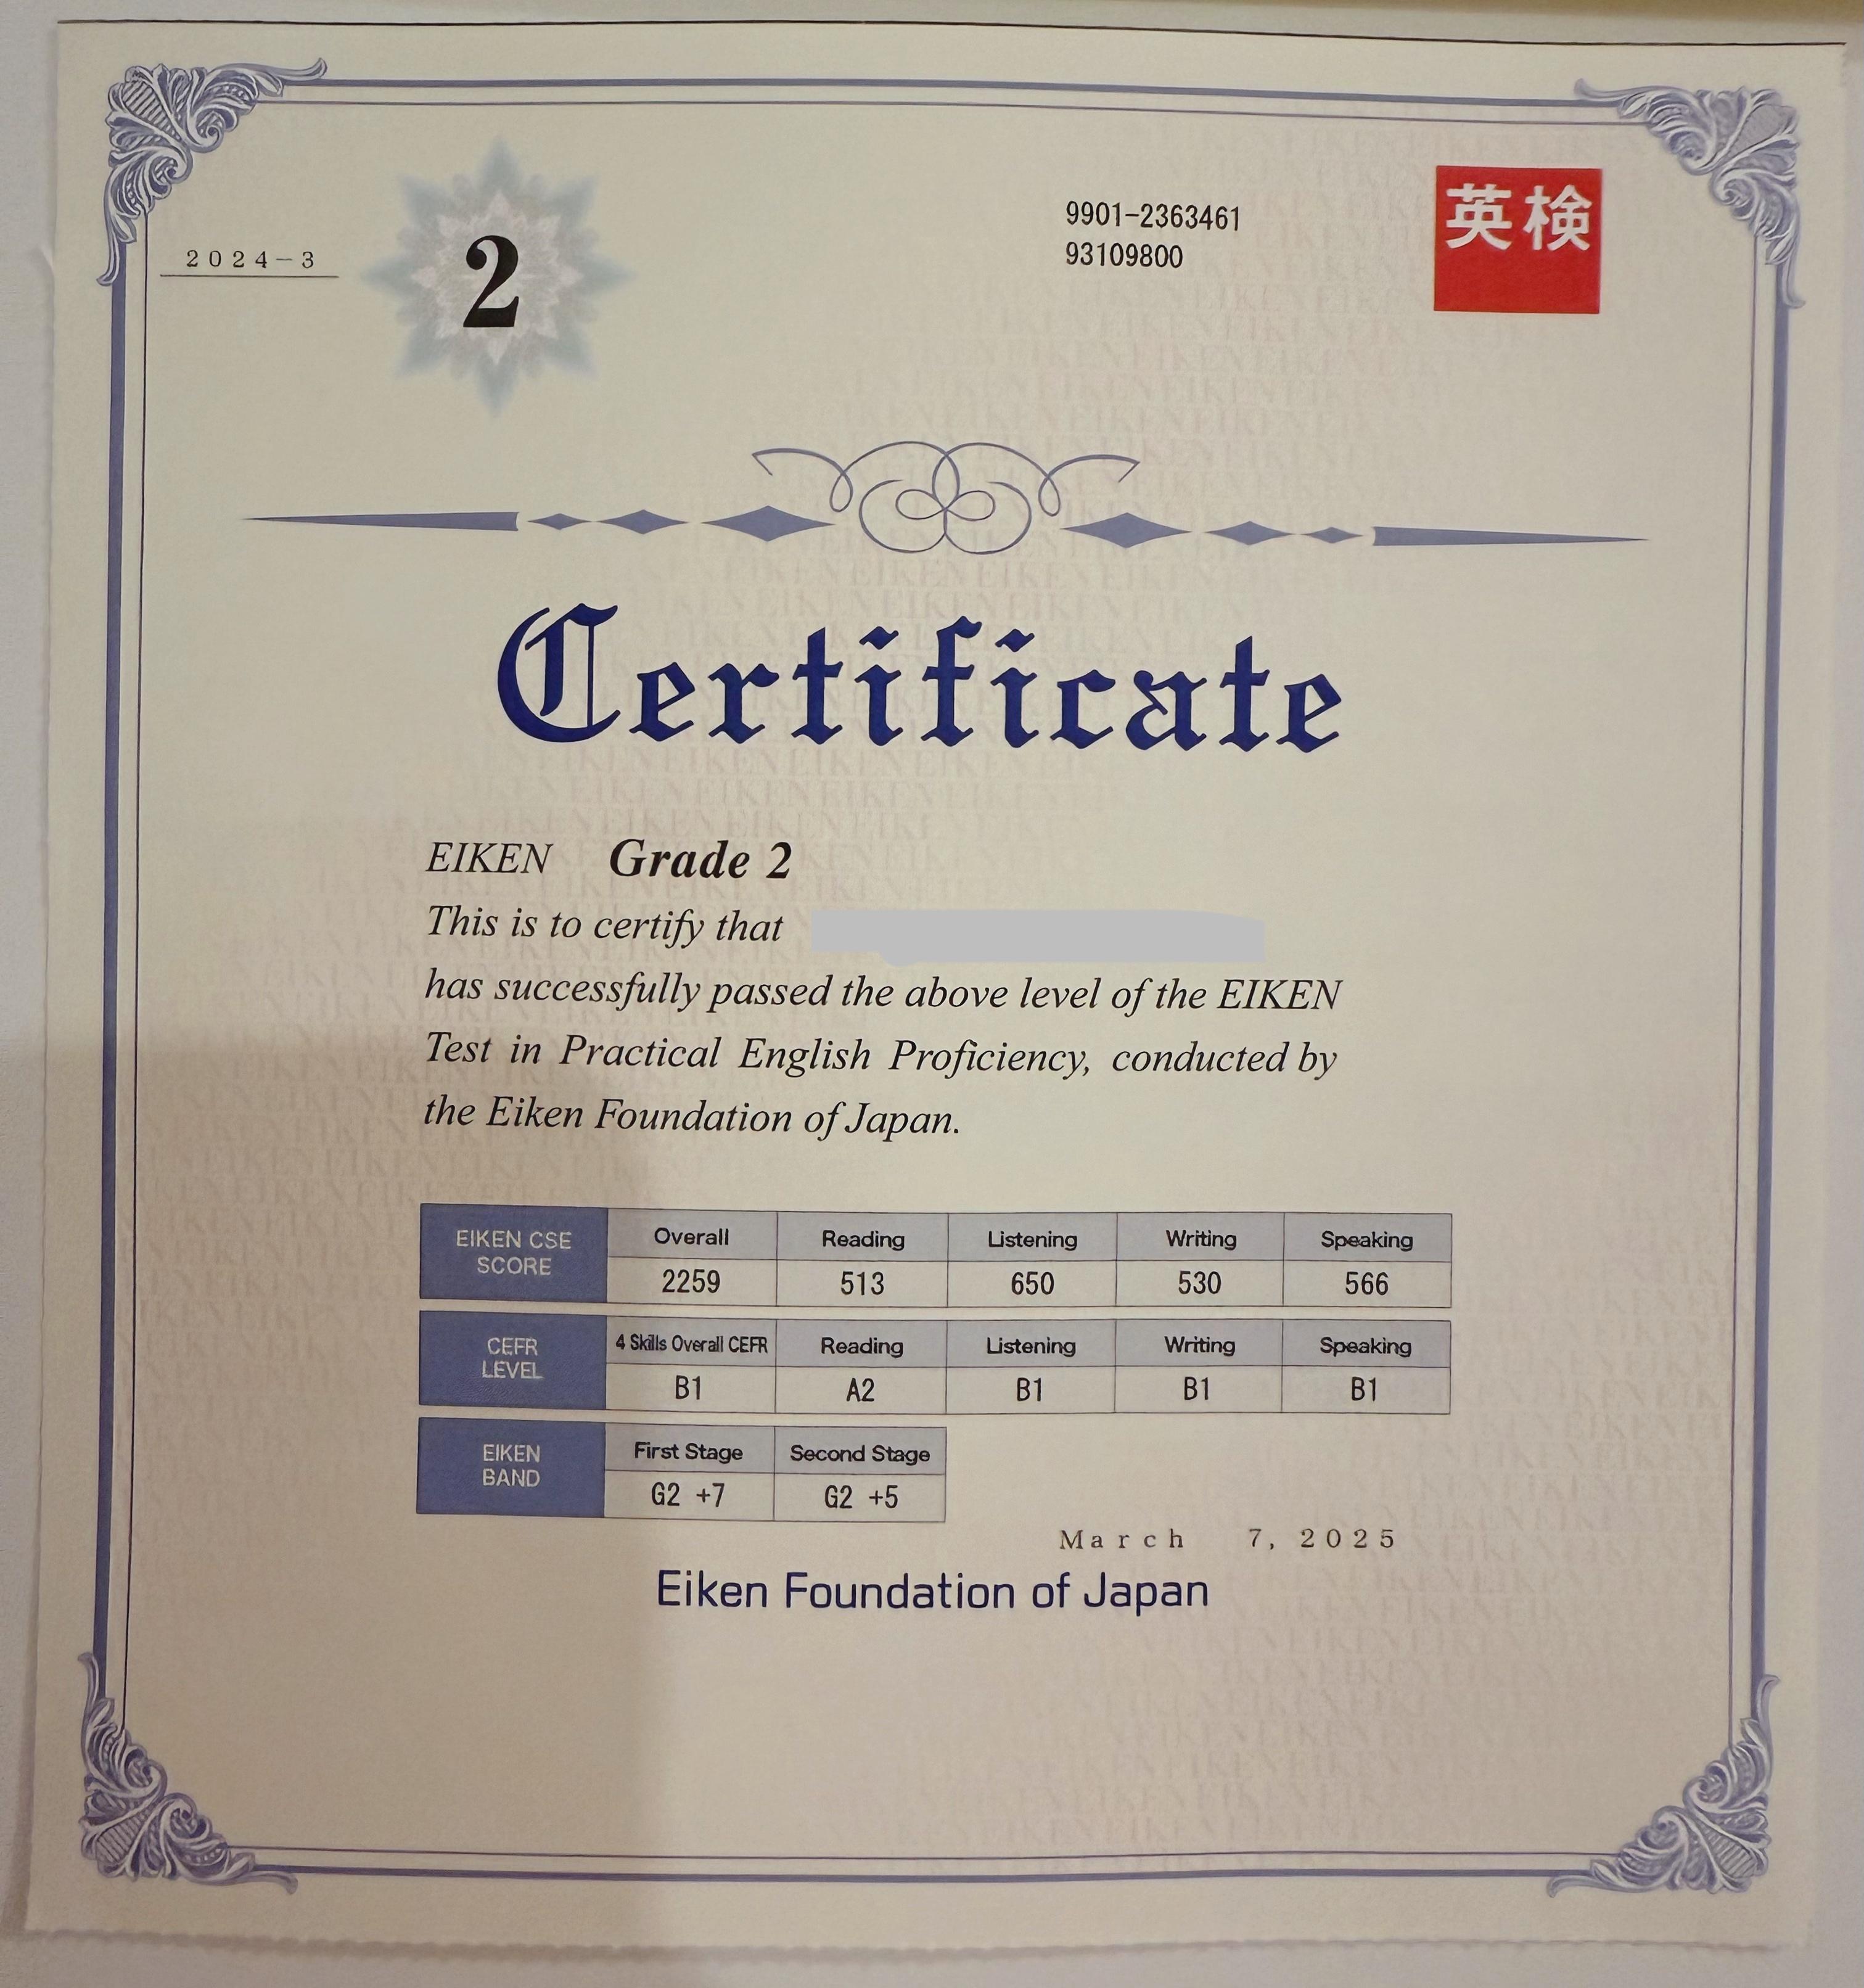 2024-3
2
9901-2363461
93109800
英検
Certificate
EIKEN Grade 2
This is to certify that
has successfully passed the above level of the EIKEN
Test in Practical English Proficiency, conducted by
the Eiken Foundation of Japan.
EIKEN CSE SCORE
Overall Reading Listening Writing Speaking
2259 513 650 530 566
CEFR LEVEL
4 Skills Overall CEFR Reading Listening Writing Speaking
B1 A2 B1 B1 B1
EIKEN BAND
First Stage Second Stage
G2 +7 G2 +5
March 7, 2025
Eiken Foundation of Japan